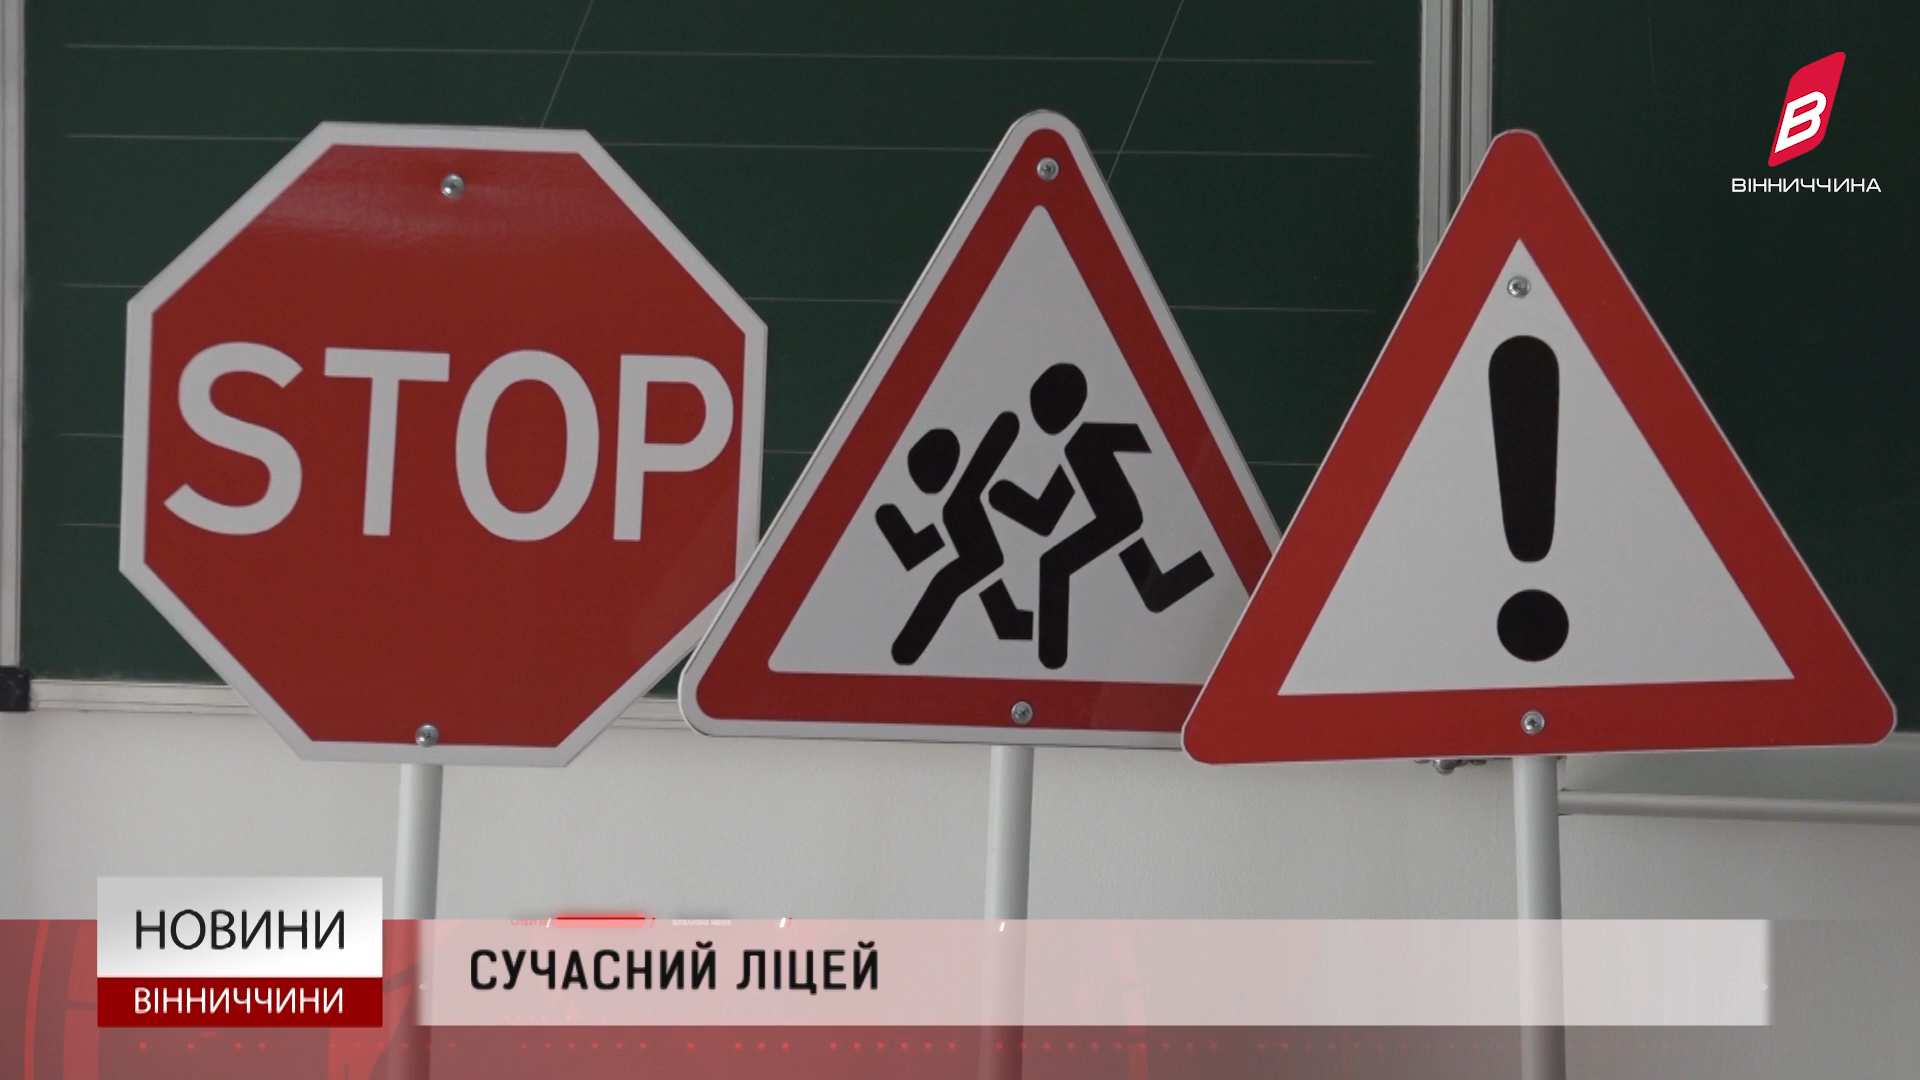 В
ВІННИЧЧИНА
STOP
НОВИНИ
ВІННИЧЧИНИ
СУЧАСНИЙ ЛІЦЕЙ